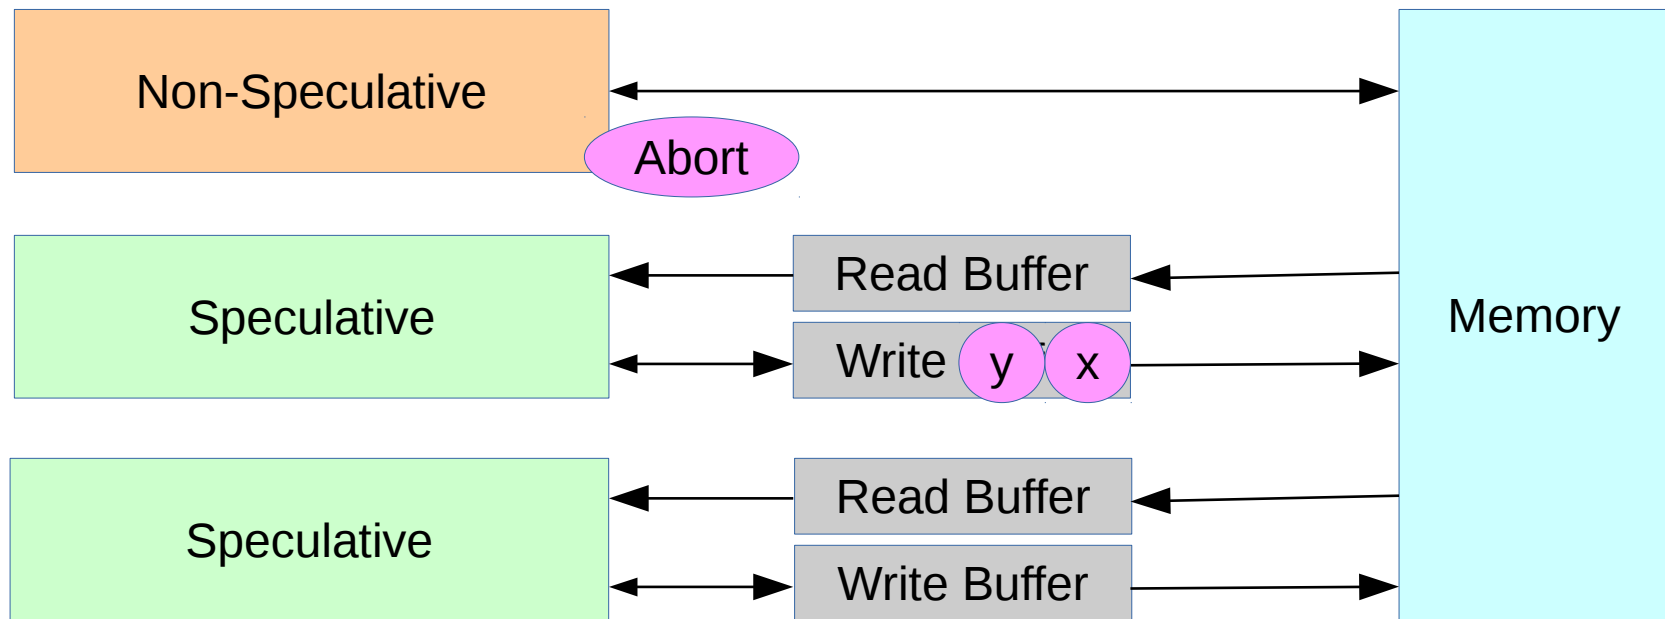 Non-Speculative
Abort
Speculative
Read Buffer
Write
y
x
Memory
Speculative
Read Buffer
Write Buffer